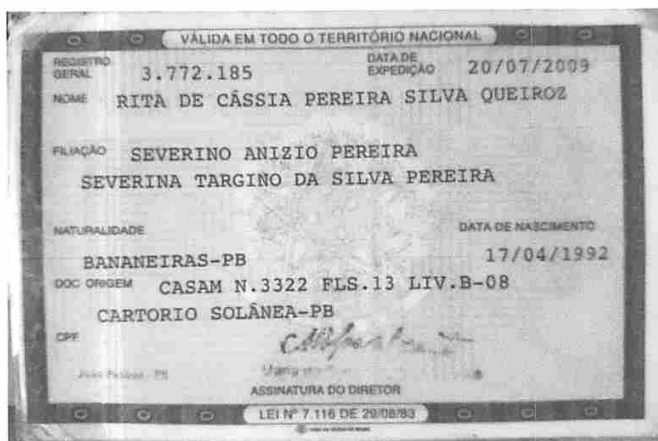 VÁLIDA EM TODO O TERRITÓRIO NACIONAL
REGISTRO GERAL 3.772.185 DATA DE EXPEDIÇÃO 20/07/2009
NOME RITA DE CÁSSIA PEREIRA SILVA QUEIROZ
FILIAÇÃO SEVERINO ANIZIO PEREIRA
SEVERINA TARGINO DA SILVA PEREIRA
NATURALIDADE DATA DE NASCIMENTO
BANANEIRAS-PB 17/04/1992
DOC ORIGEM CASAM N.3322 FLS.13 LIV.B-08
CARTORIO SOLÂNEA-PB
CPF
João Pessoa - PB
ASSINATURA DO DIRETOR
LEI Nº 7.116 DE 29/08/83